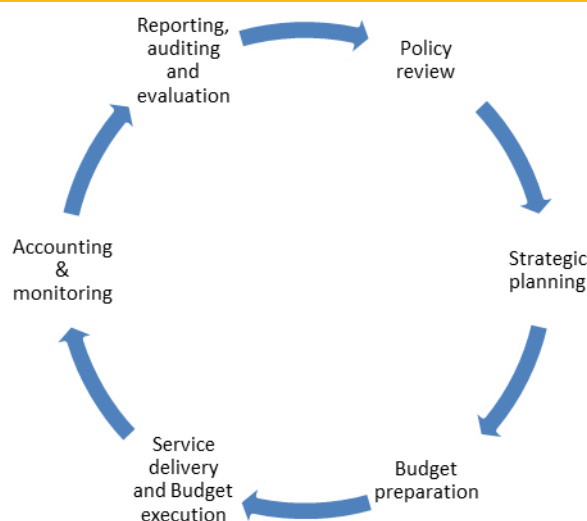 Reporting,
auditing
and
evaluation
Policy
review
Strategic
planning
Budget
preparation
Service
delivery
and Budget
execution
Accounting
&
monitoring